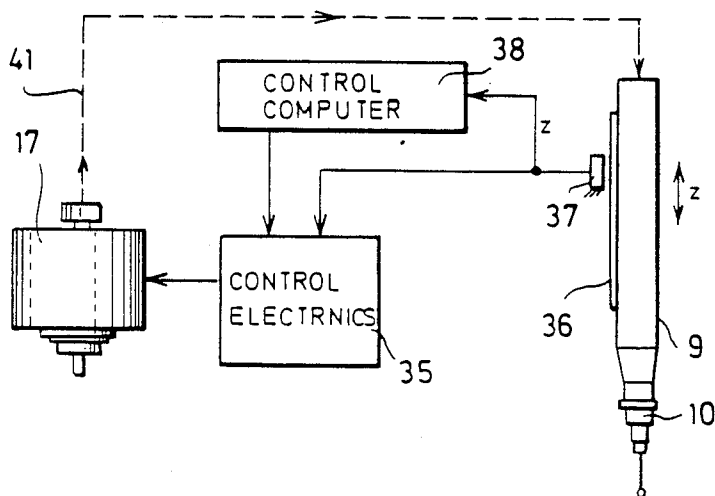 41
38
CONTROL
COMPUTER
17
z
37
z
CONTROL
ELECTRNICS
36
9
35
10